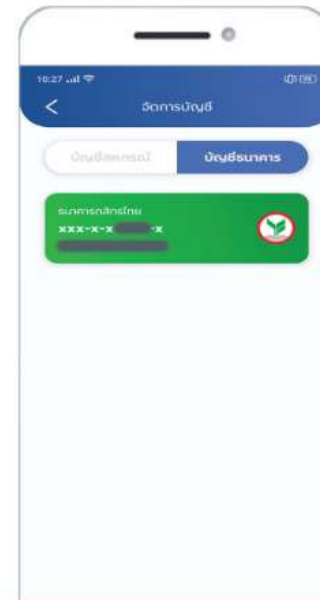 10:27
จัดการบัญชี
บัญชีสหกรณ์
บัญชีธนาคาร
ธนาคารกสิกรไทย
xxx-x-x -x